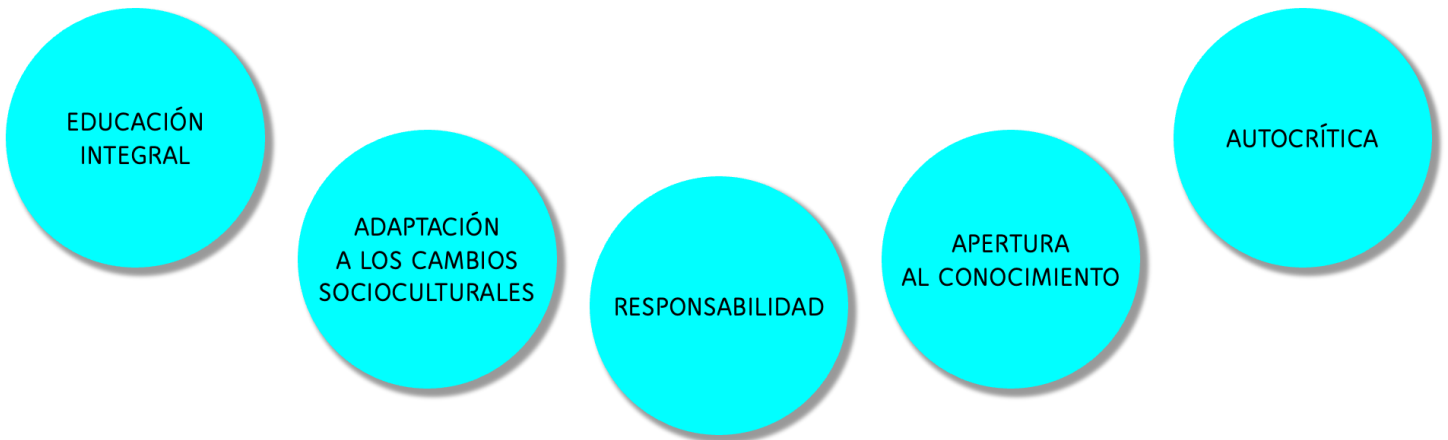 EDUCACIÓN
INTEGRAL
ADAPTACIÓN
A LOS CAMBIOS
SOCIOCULTURALES
RESPONSABILIDAD
APERTURA
AL CONOCIMIENTO
AUTOCRÍTICA